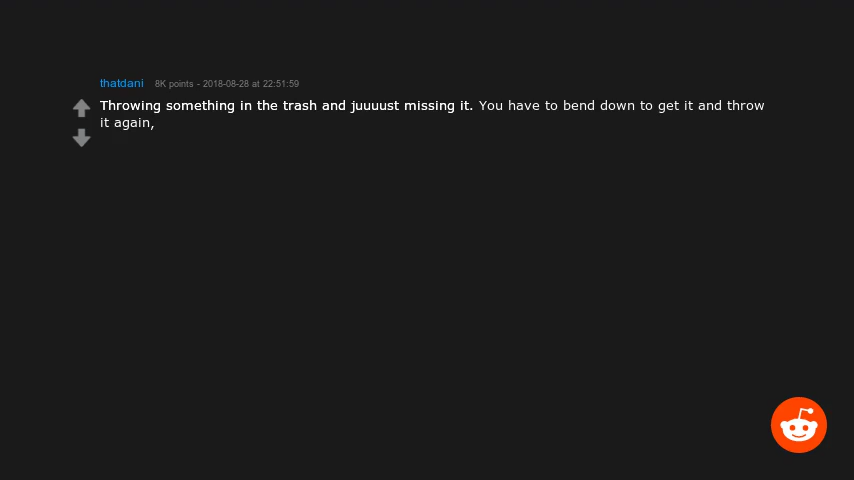 thatdani 8K points - 2018-08-28 at 22:51:59
Throwing something in the trash and juuuust missing it. You have to bend down to get it and throw
it again,